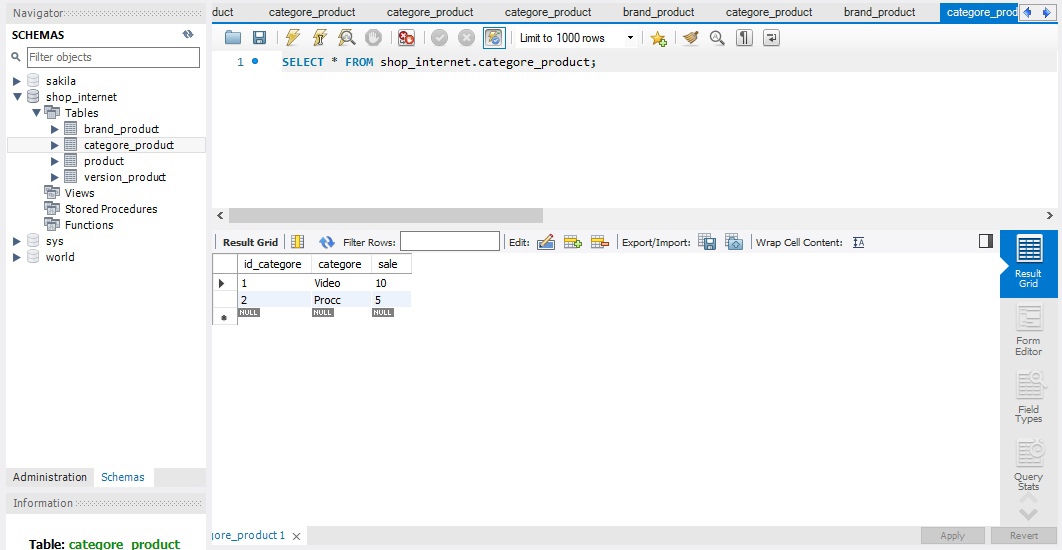 Navigator
SCHEMAS
Filter objects
sakila
shop_internet
Tables
brand_product
categore_product
product
version_product
Views
Stored Procedures
Functions
sys
world
Administration Schemas
Information
Table: categore_product
duct categore_product categore_product brand_product categore_product brand_product categore_prod
Limit to 1000 rows
1 SELECT * FROM shop_internet.categore_product;
Result Grid Filter Rows: Edit: Export/Import: Wrap Cell Content: IA
id_categore categore sale
1 Video 10
2 Procc 5
NULL NULL NULL
Result
Grid
Form
Editor
Field
Types
Query
Stats
gore_product 1
Apply Revert